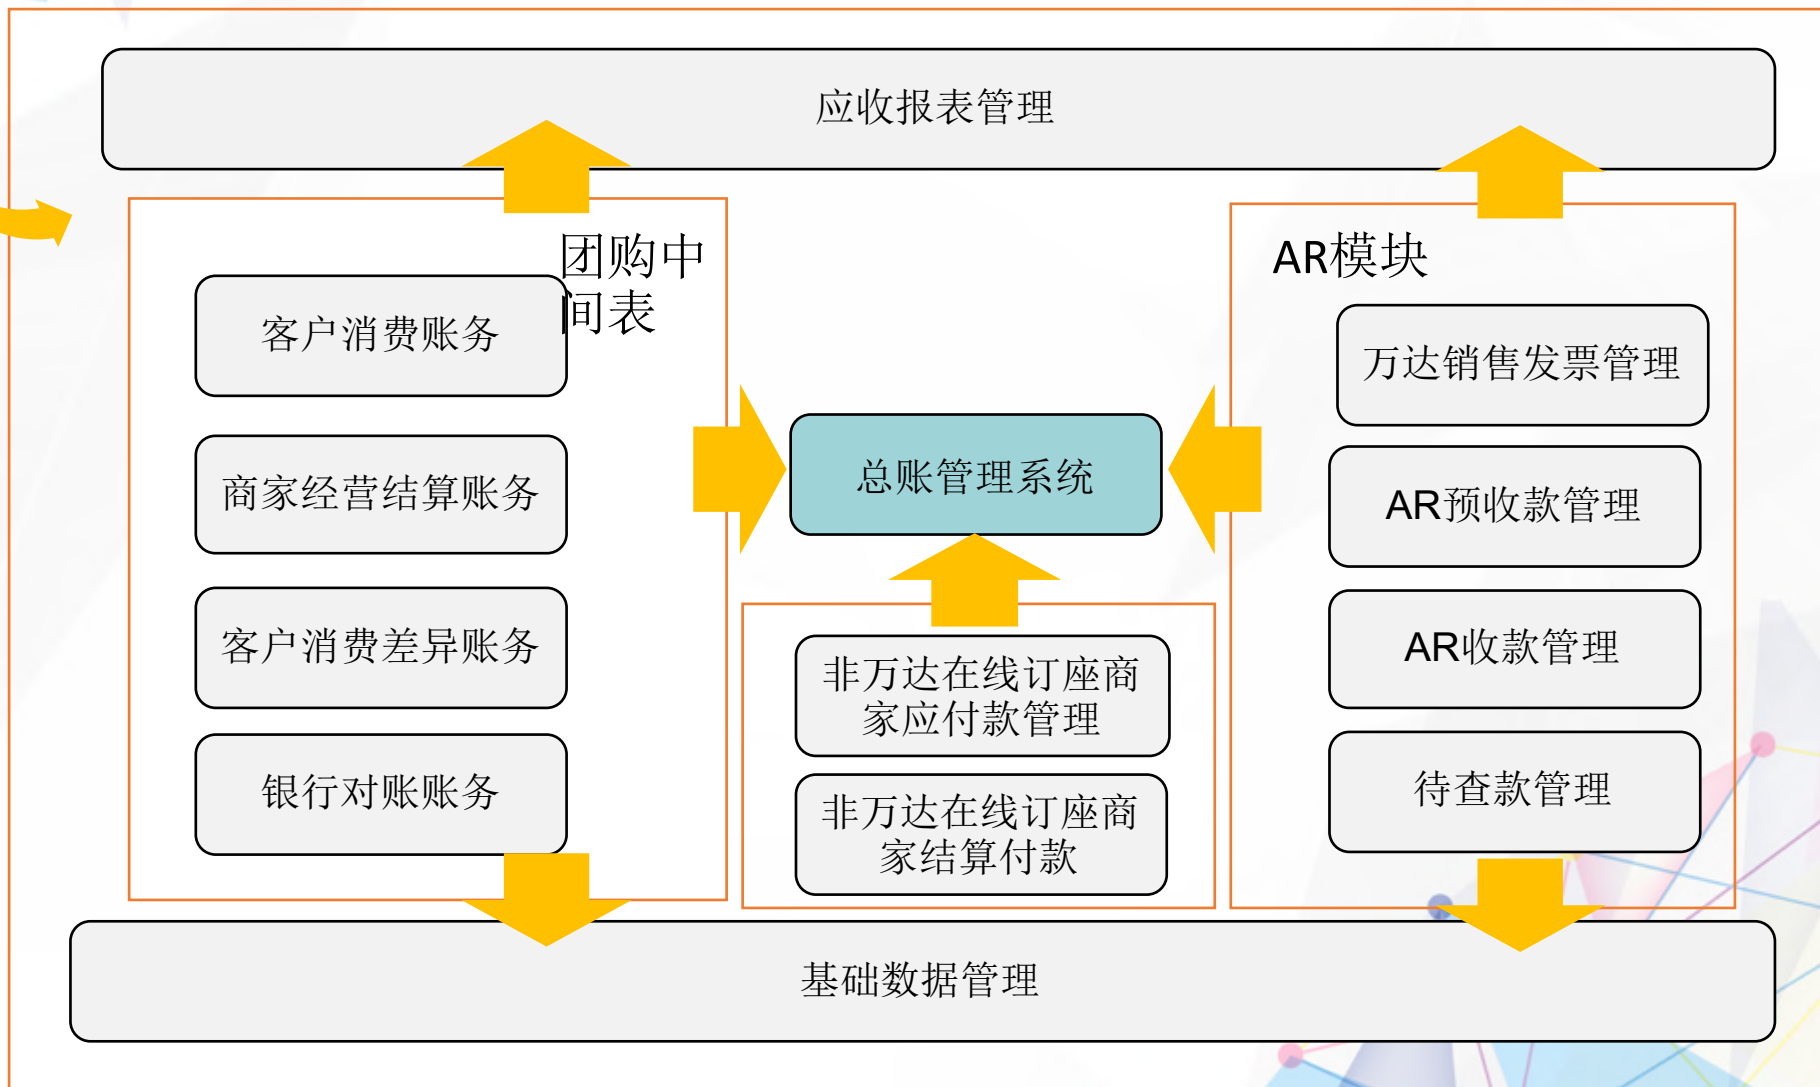 应收报表管理
团购中
间表
客户消费账务
商家经营结算账务
客户消费差异账务
银行对账账务
总账管理系统
非万达在线订座商
家应付款管理
非万达在线订座商
家结算付款
AR模块
万达销售发票管理
AR预收款管理
AR收款管理
待查款管理
基础数据管理